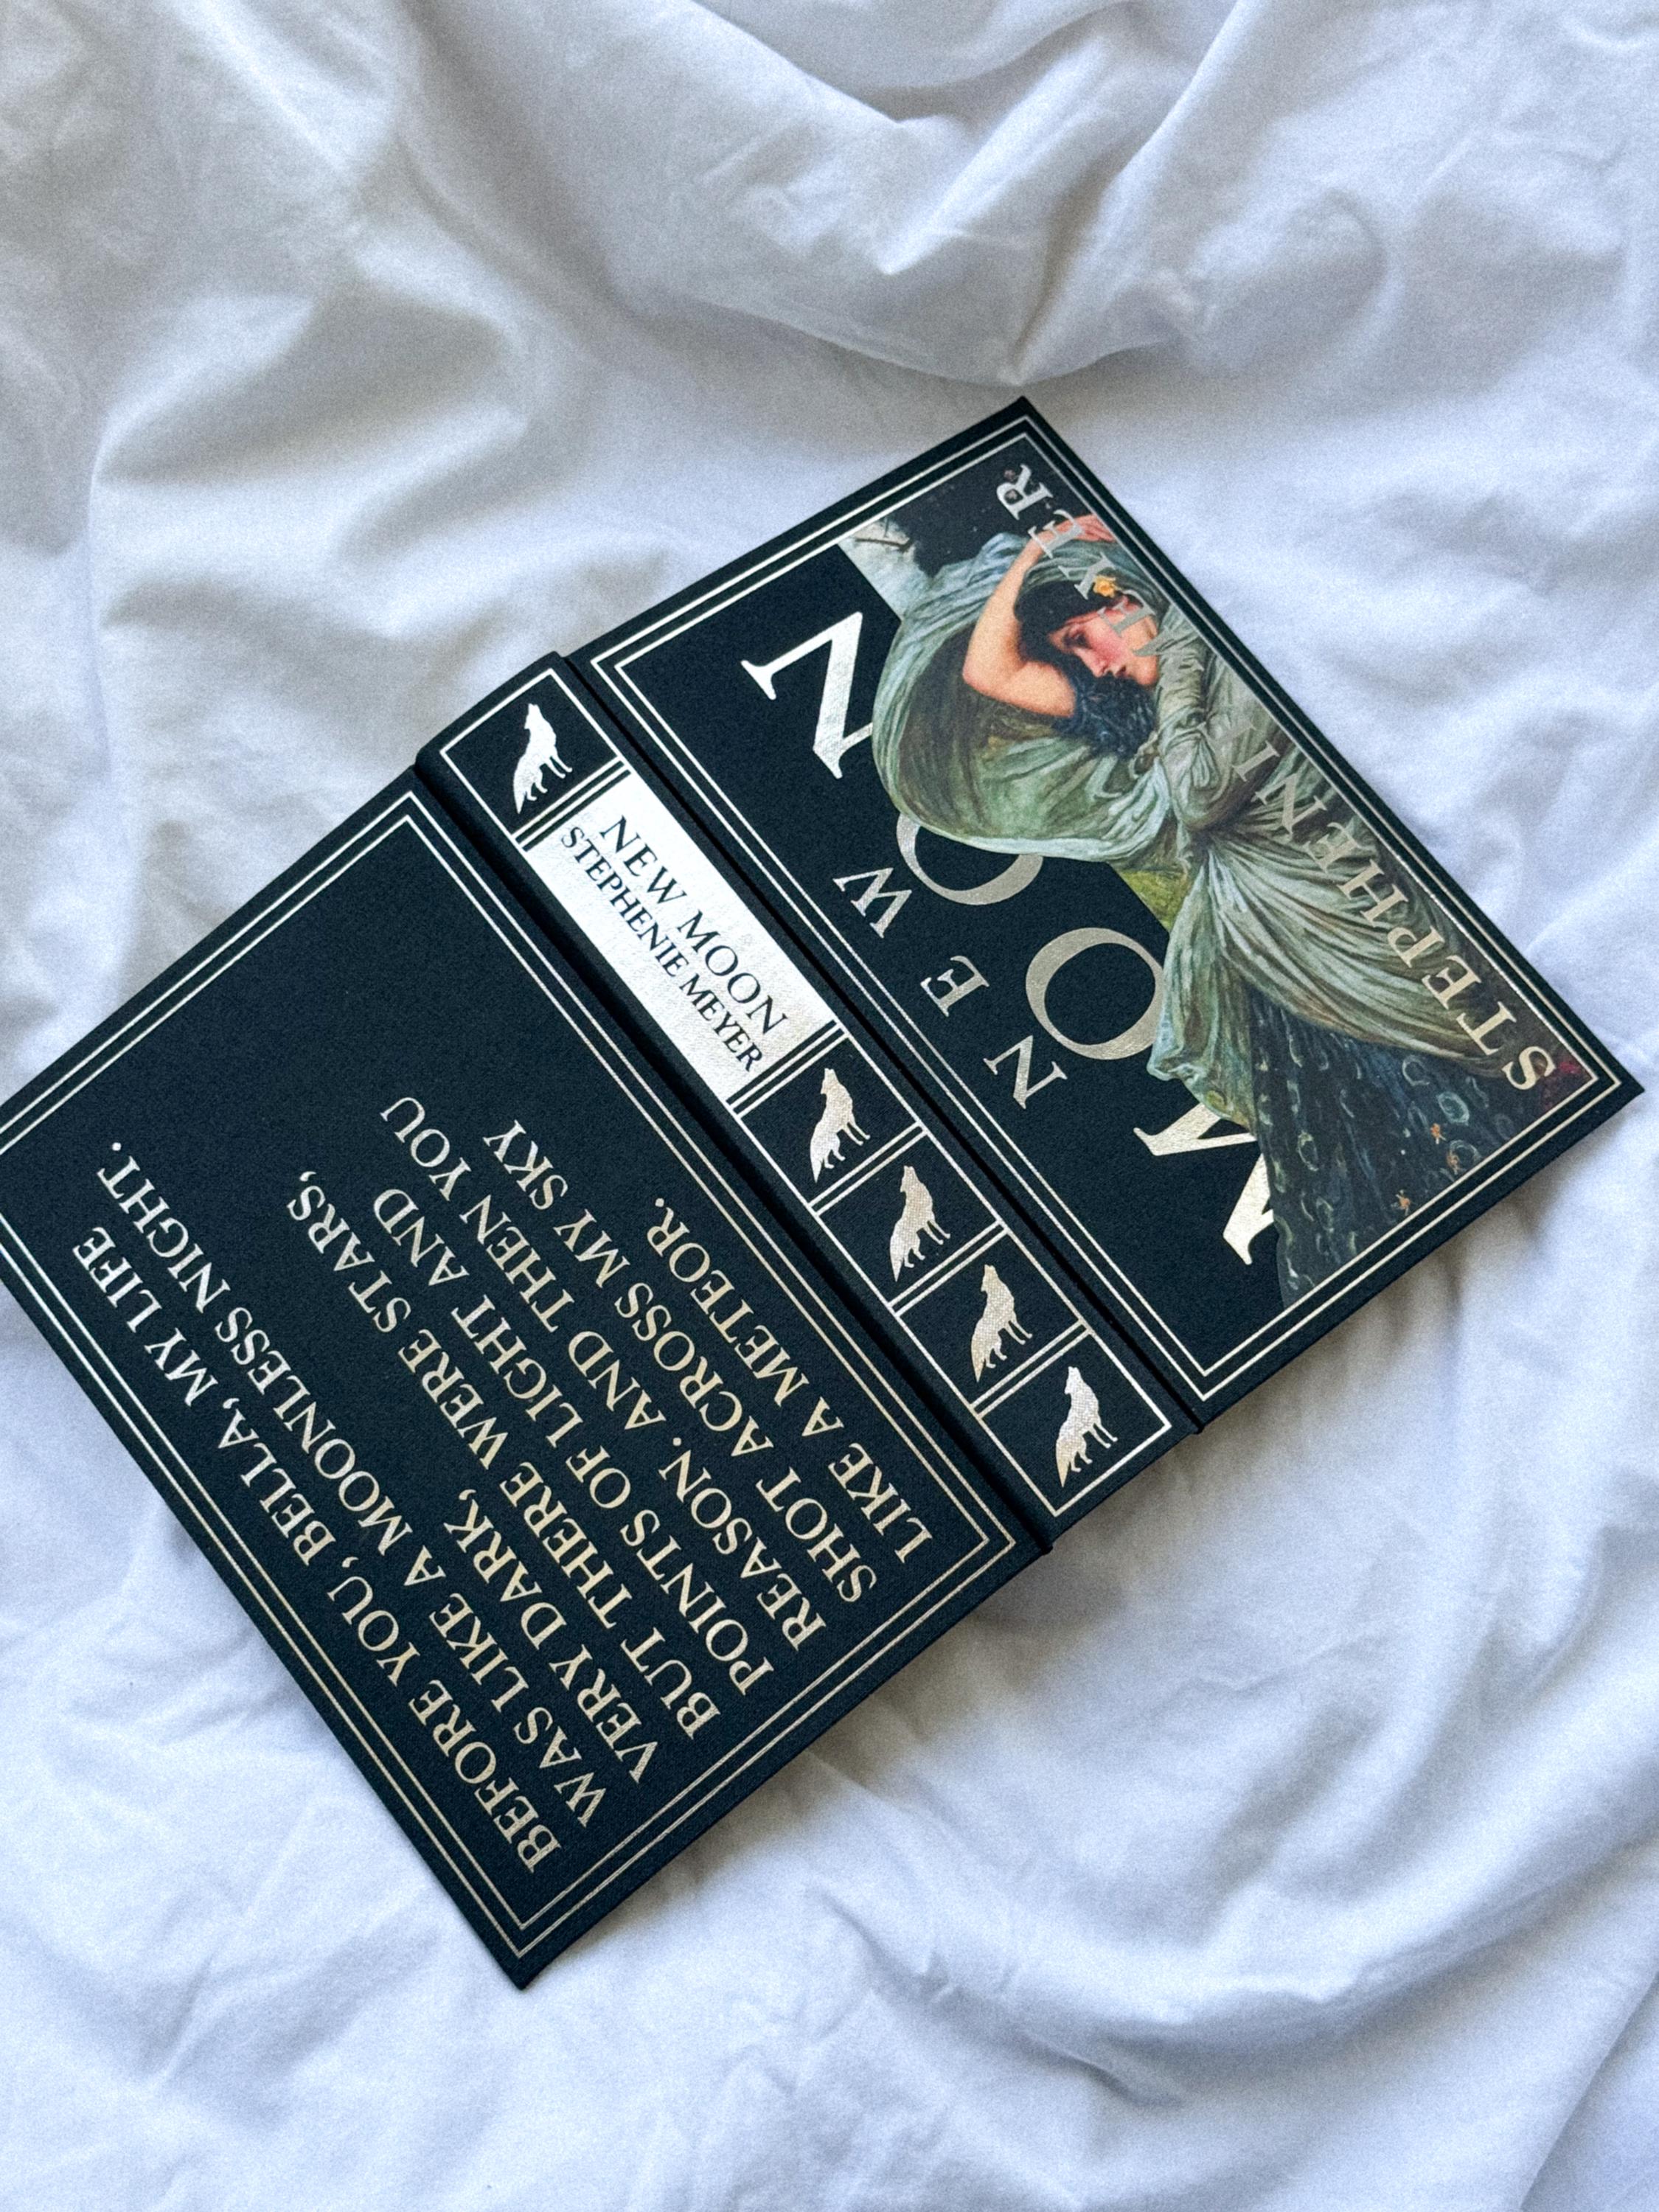 BEFORE YOU, BELLA, MY LIFE
WAS LIKE A MOONLESS NIGHT.
VERY DARK,
BUT THERE WERE STARS,
POINTS OF LIGHT AND
REASON. AND THEN YOU
SHOT ACROSS MY SKY
LIKE A METEOR.
NEW MOON
STEPHENIE MEYER
NEW
MOON
STEPHENIE MEYER